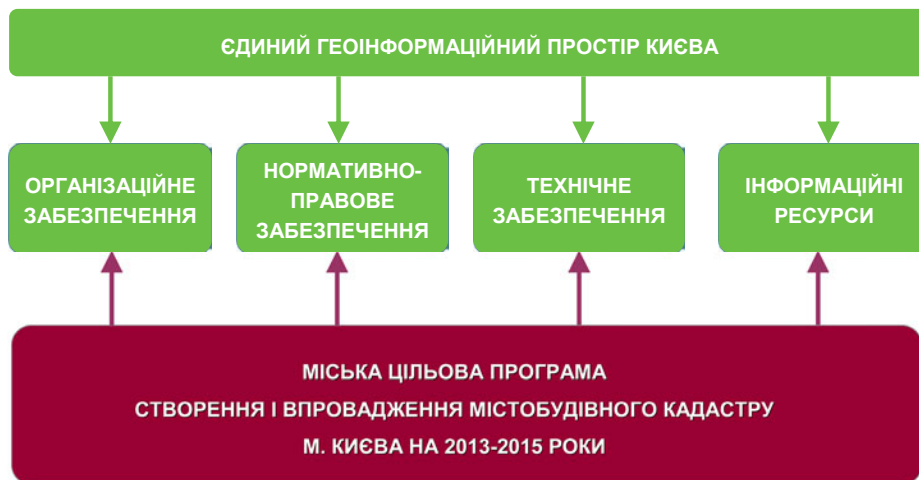 ЄДИНИЙ ГЕОІНФОРМАЦІЙНИЙ ПРОСТІР КИЄВА
ОРГАНІЗАЦІЙНЕ
ЗАБЕЗПЕЧЕННЯ
НОРМАТИВНО-
ПРАВОВЕ
ЗАБЕЗПЕЧЕННЯ
ТЕХНІЧНЕ
ЗАБЕЗПЕЧЕННЯ
ІНФОРМАЦІЙНІ
РЕСУРСИ
МІСЬКА ЦІЛЬОВА ПРОГРАМА
СТВОРЕННЯ І ВПРОВАДЖЕННЯ МІСТОБУДІВНОГО КАДАСТРУ
М. КИЄВА НА 2013-2015 РОКИ